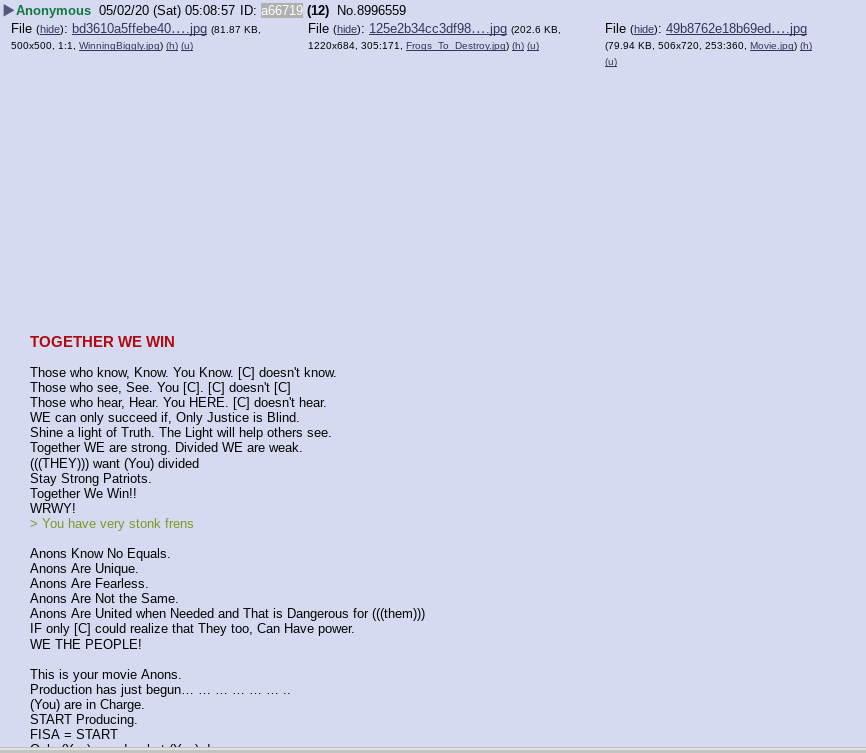 ▶Anonymous 05/02/20 (Sat) 05:08:57 ID: a66719 (12) No.8996559
File (hide): bd3610a5ffebe40….jpg (81.87 KB, 500x500, 1:1, WinningBiggly.jpg) (h) (u)
File (hide): 125e2b34cc3df98….jpg (202.6 KB, 1220x684, 305:171, Frogs_To_Destroy.jpg) (h) (u)
File (hide): 49b8762e18b69ed….jpg (79.94 KB, 506x720, 253:360, Movie.jpg) (h) (u)
TOGETHER WE WIN
Those who know, Know. You Know. [C] doesn't know.
Those who see, See. You [C]. [C] doesn't [C]
Those who hear, Hear. You HERE. [C] doesn't hear.
WE can only succeed if, Only Justice is Blind.
Shine a light of Truth. The Light will help others see.
Together WE are strong. Divided WE are weak.
(((THEY))) want (You) divided
Stay Strong Patriots.
Together We Win!!
WRWY!
> You have very stonk frens
Anons Know No Equals.
Anons Are Unique.
Anons Are Fearless.
Anons Are Not the Same.
Anons Are United when Needed and That is Dangerous for (((them)))
IF only [C] could realize that They too, Can Have power.
WE THE PEOPLE!
This is your movie Anons.
Production has just begun… … … … … … ..
(You) are in Charge.
START Producing.
FISA = START